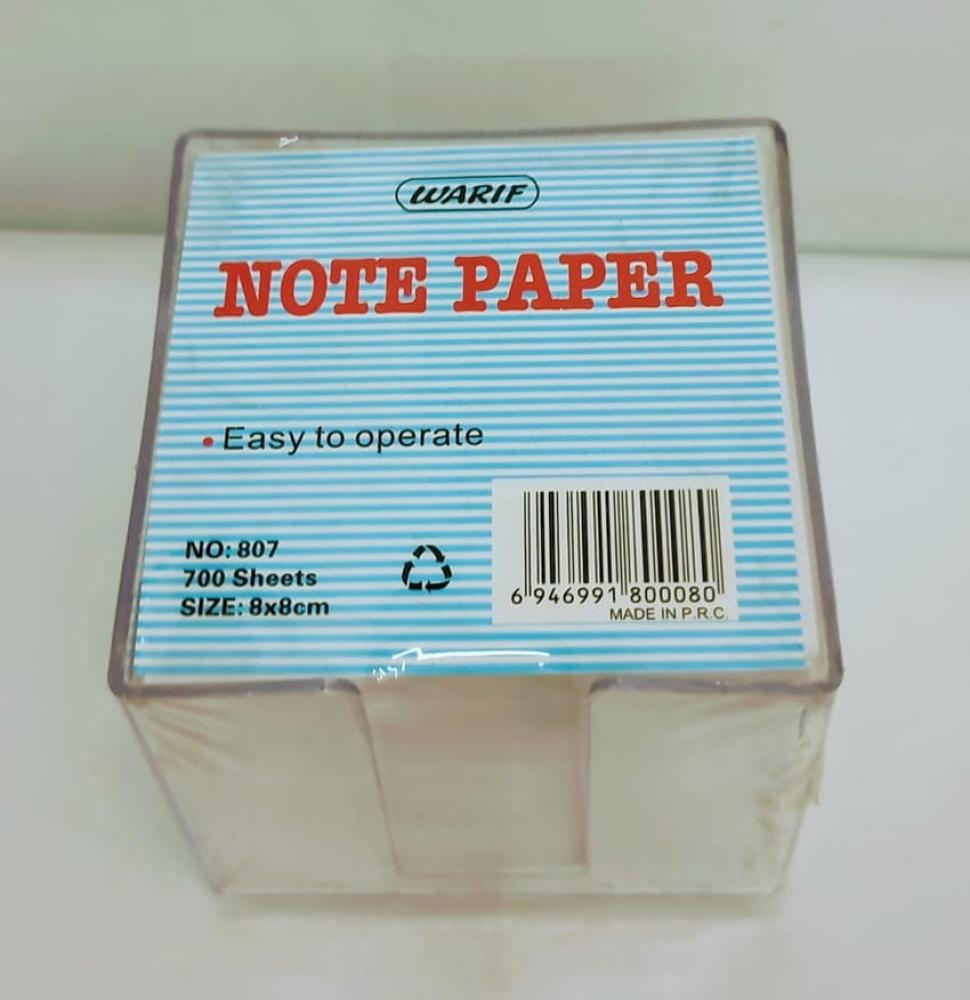 WARIF
NOTE PAPER
• Easy to operate
NO: 807
700 Sheets
SIZE: 8x8cm
6 946991 800080
MADE IN P.R.C.